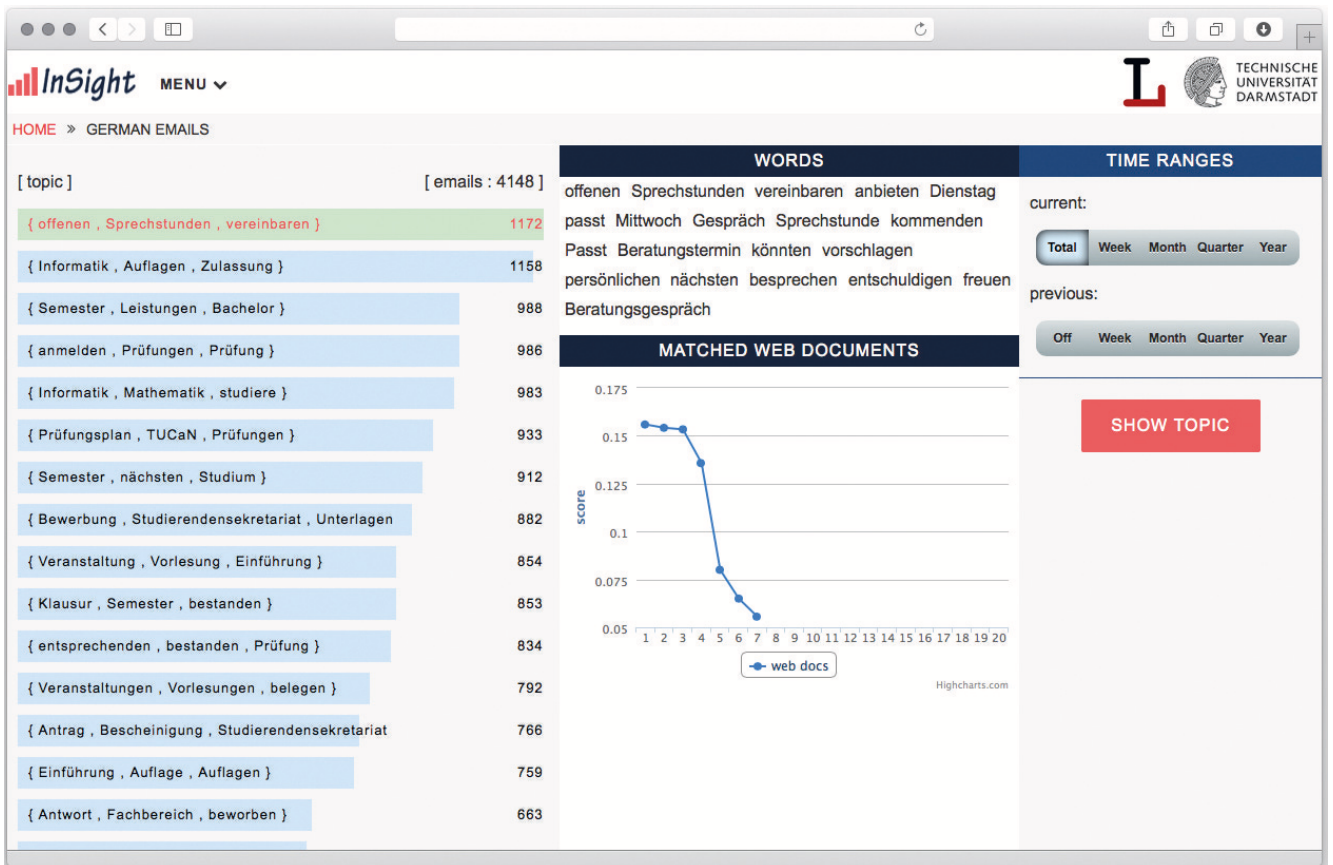 InSight MENU
TECHNISCHE
UNIVERSITÄT
DARMSTADT
HOME » GERMAN EMAILS
[ topic ] [ emails : 4148 ]
{ offenen , Sprechstunden , vereinbaren } 1172
{ Informatik , Auflagen , Zulassung } 1158
{ Semester , Leistungen , Bachelor } 988
{ anmelden , Prüfungen , Prüfung } 986
{ Informatik , Mathematik , studiere } 983
{ Prüfungsplan , TUCaN , Prüfungen } 933
{ Semester , nächsten , Studium } 912
{ Bewerbung , Studierendensekretariat , Unterlagen 882
{ Veranstaltung , Vorlesung , Einführung } 854
{ Klausur , Semester , bestanden } 853
{ entsprechenden , bestanden , Prüfung } 834
{ Veranstaltungen , Vorlesungen , belegen } 792
{ Antrag , Bescheinigung , Studierendensekretariat 766
{ Einführung , Auflage , Auflagen } 759
{ Antwort , Fachbereich , beworben } 663
WORDS
offenen Sprechstunden vereinbaren anbieten Dienstag
passt Mittwoch Gespräch Sprechstunde kommenden
Passt Beratungstermin könnten vorschlagen
persönlichen nächsten besprechen entschuldigen freuen
Beratungsgespräch
MATCHED WEB DOCUMENTS
0.175
0.15
0.125
0.1
0.075
0.05
score
1 2 3 4 5 6 7 8 9 10 11 12 13 14 15 16 17 18 19 20
web docs
Highcharts.com
TIME RANGES
current:
Total Week Month Quarter Year
previous:
Off Week Month Quarter Year
SHOW TOPIC